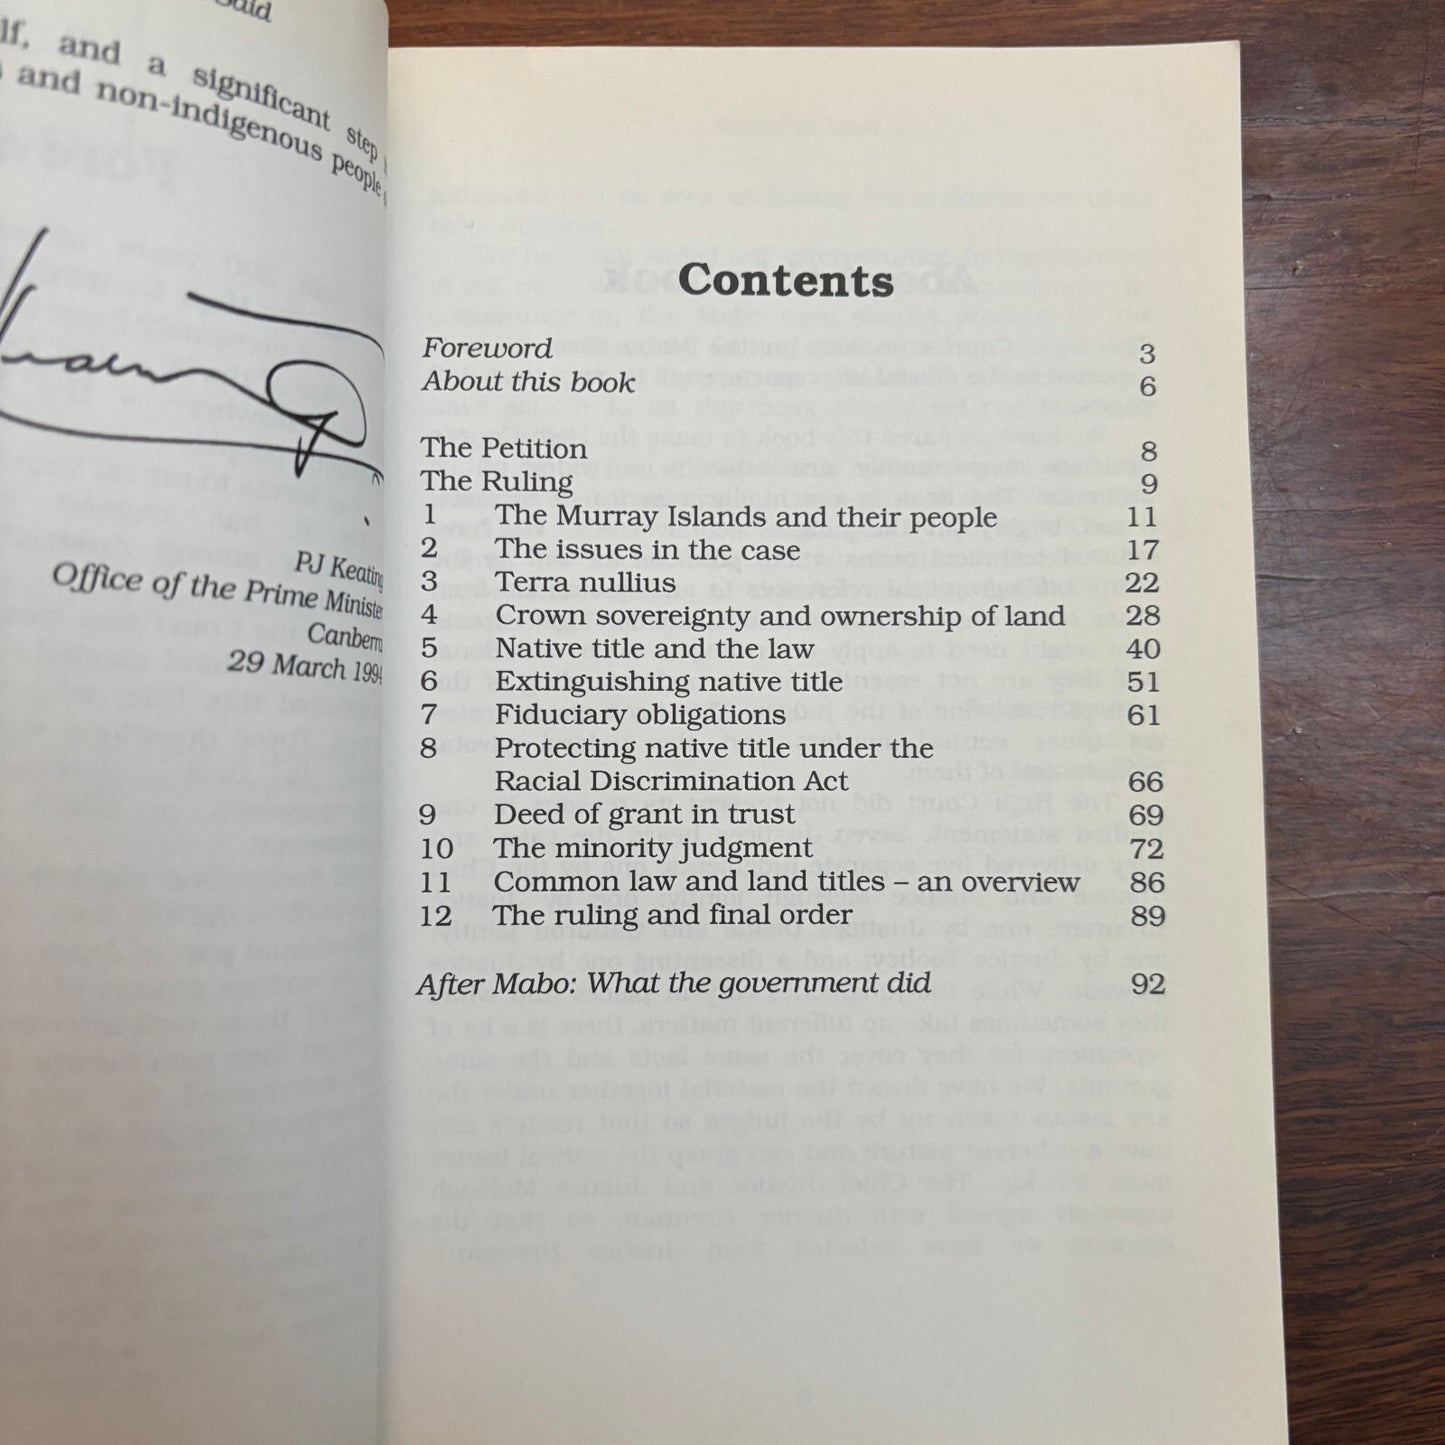 Said
lf, and a significant step
and non-indigenous people
PJ Keating
Office of the Prime Minister
Canberra
29 March 1994
Contents
Foreword 3
About this book 6
The Petition 8
The Ruling 9
1 The Murray Islands and their people 11
2 The issues in the case 17
3 Terra nullius 22
4 Crown sovereignty and ownership of land 28
5 Native title and the law 40
6 Extinguishing native title 51
7 Fiduciary obligations 61
8 Protecting native title under the
Racial Discrimination Act 66
9 Deed of grant in trust 69
10 The minority judgment 72
11 Common law and land titles – an overview 86
12 The ruling and final order 89
After Mabo: What the government did 92